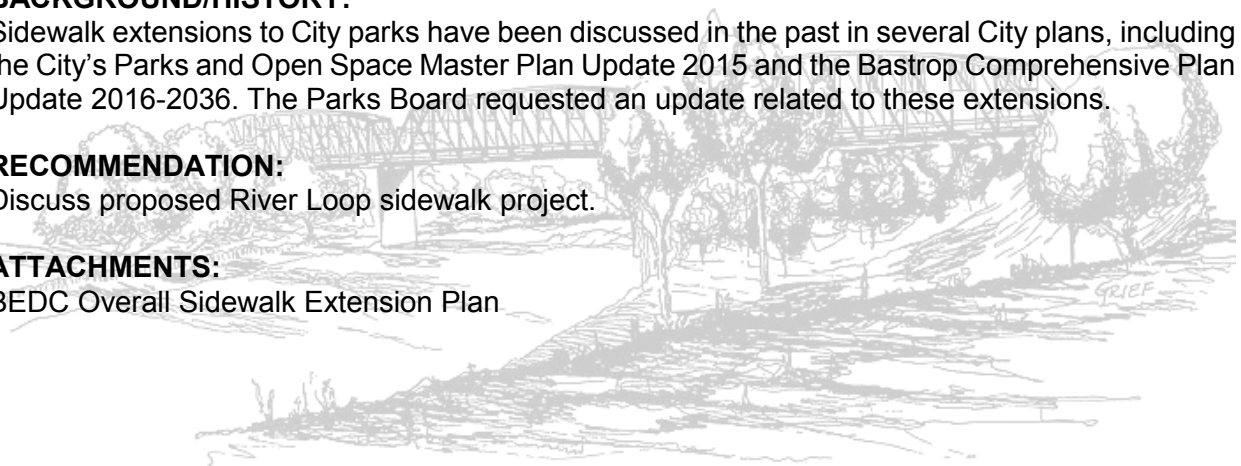 BACKGROUND/HISTORY:
Sidewalk extensions to City parks have been discussed in the past in several City plans, including
the City's Parks and Open Space Master Plan Update 2015 and the Bastrop Comprehensive Plan
Update 2016-2036. The Parks Board requested an update related to these extensions.
RECOMMENDATION:
Discuss proposed River Loop sidewalk project.
ATTACHMENTS:
BEDC Overall Sidewalk Extension Plan
GRIEF